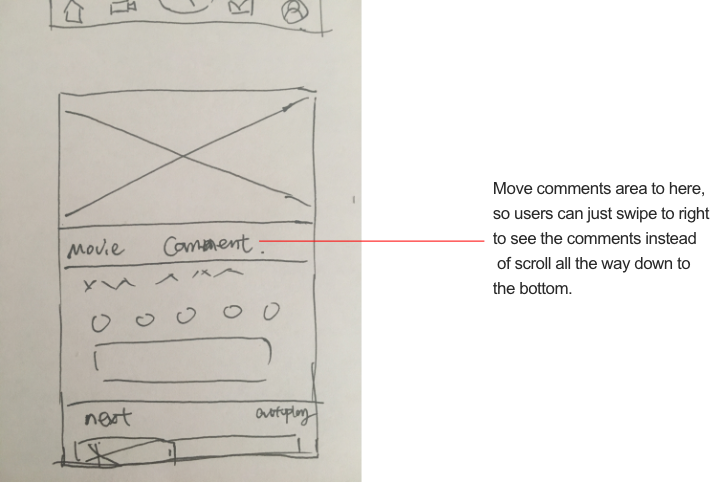 Movie Comment.
Move comments area to here,
so users can just swipe to right
to see the comments instead
of scroll all the way down to
the bottom.
next autoplay